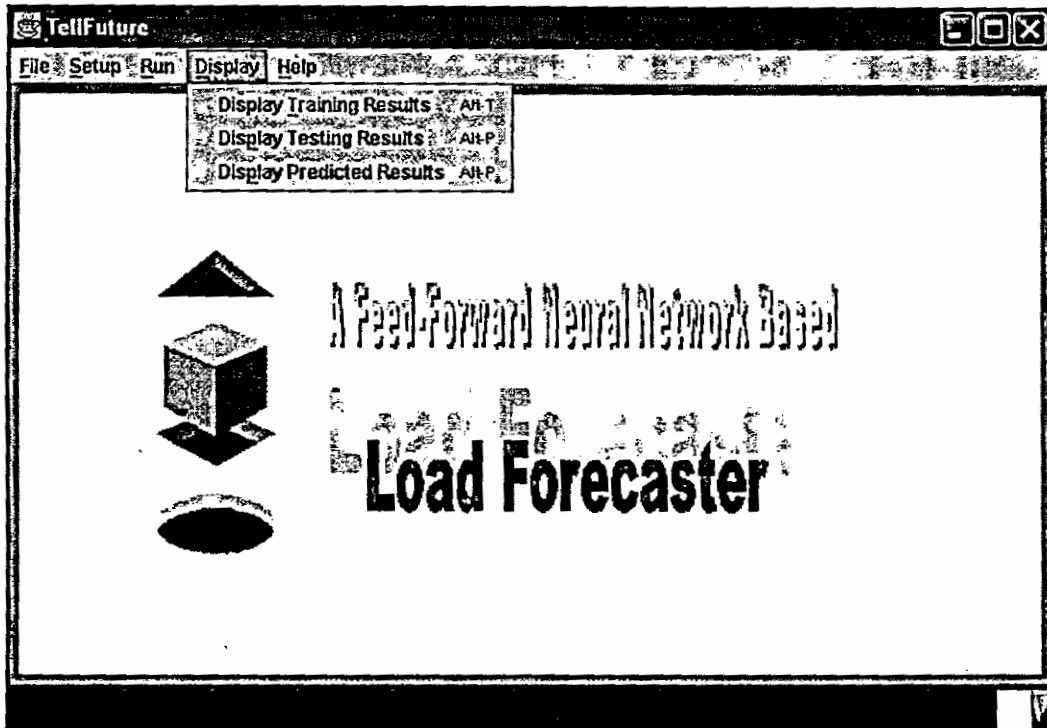 TellFuture
File Setup Run Display Help
Display Training Results Alt-T
Display Testing Results Alt-P
Display Predicted Results Alt-P
A Feed-Forward Neural Network Based
Load Forecaster